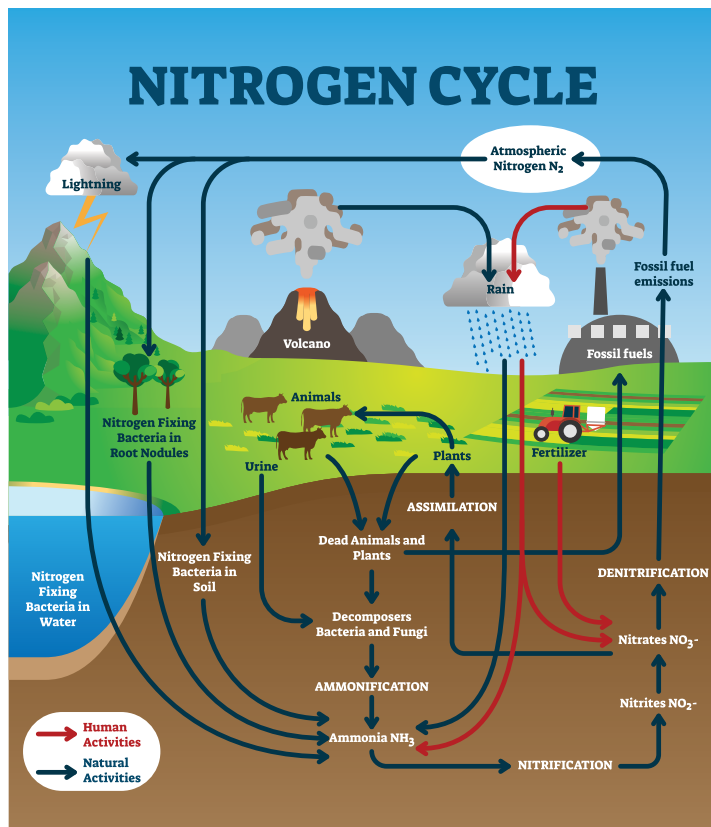 NITROGEN CYCLE
Atmospheric
Nitrogen N₂
Lightning
Fossil fuel
emissions
Rain
Volcano
Fossil fuels
Animals
Nitrogen Fixing
Bacteria in
Root Nodules
Urine
Plants
Fertilizer
ASSIMILATION
Dead Animals and
Plants
Nitrogen Fixing
Bacteria in
Soil
Nitrogen
Fixing
Bacteria in
Water
DENITRIFICATION
Decomposers
Bacteria and Fungi
Nitrates NO₃-
AMMONIFICATION
Nitrites NO₂-
Human
Activities
Natural
Activities
Ammonia NH₃
NITRIFICATION